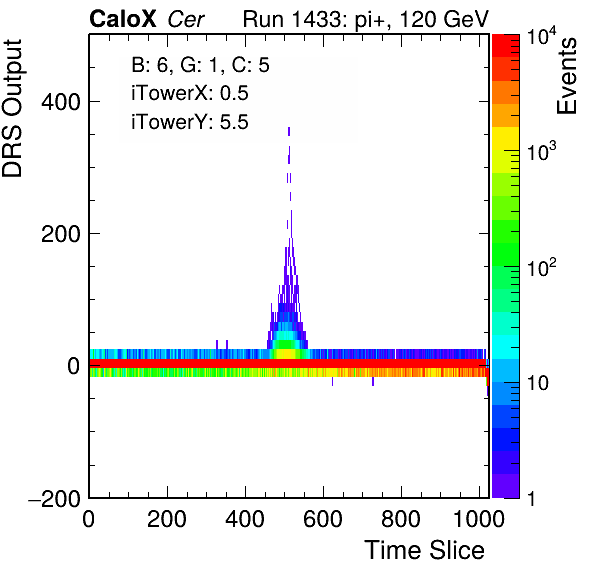 CaloX Cer Run 1433: pi+, 120 GeV
B: 6, G: 1, C: 5
iTowerX: 0.5
iTowerY: 5.5
DRS Output
400
200
0
−200
0 200 400 600 800 1000
Time Slice
Events
10^4
10^3
10^2
10
1